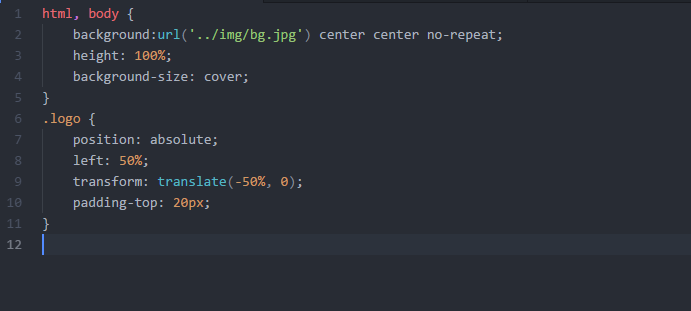 1 html, body {
2 background:url('../img/bg.jpg') center center no-repeat;
3 height: 100%;
4 background-size: cover;
5 }
6 .logo {
7 position: absolute;
8 left: 50%;
9 transform: translate(-50%, 0);
10 padding-top: 20px;
11 }
12